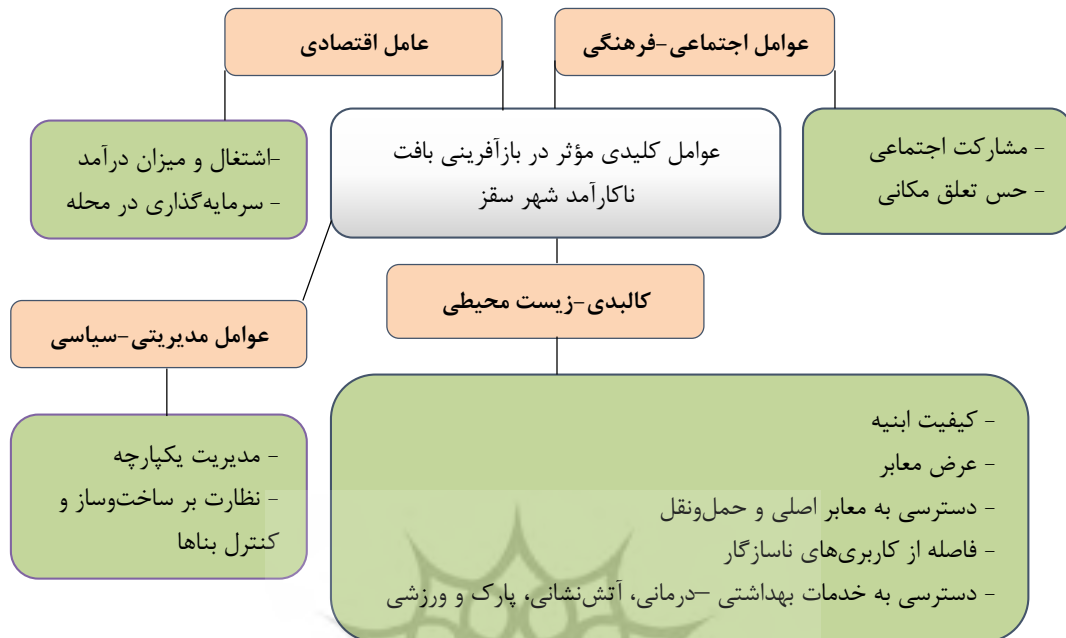 عوامل اجتماعی-فرهنگی
عامل اقتصادی
عوامل کلیدی مؤثر در بازآفرینی بافت
ناکارآمد شهر سقز
- مشارکت اجتماعی
- حس تعلق مکانی
-اشتغال و میزان درآمد
- سرمایه‌گذاری در محله
کالبدی-زیست محیطی
عوامل مدیریتی-سیاسی
- کیفیت ابنیه
- عرض معابر
- دسترسی به معابر اصلی و حمل‌ونقل
- فاصله از کاربری‌های ناسازگار
- دسترسی به خدمات بهداشتی –درمانی، آتش‌نشانی، پارک و ورزشی
- مدیریت یکپارچه
- نظارت بر ساخت‌وساز و
کنترل بناها